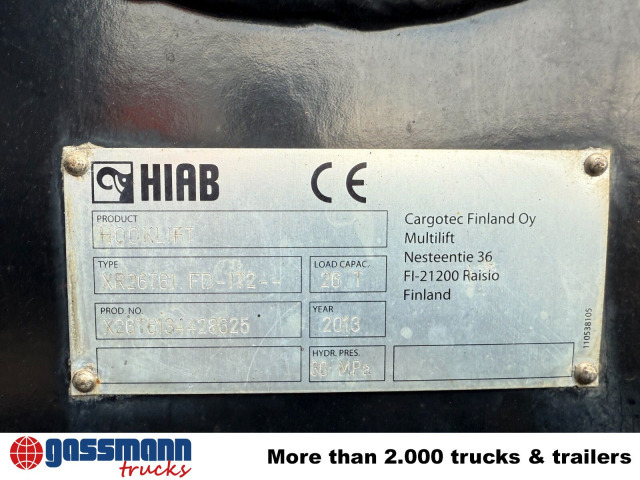 HIAB CE
PRODUCT
HOOKLIFT
TYPE
LOAD CAPAC.
26 T
PROD. NO.
YEAR
2013
HYDR. PRES.
MPa
Cargotec Finland Oy
Multilift
Nesteentie 36
FI-21200 Raisio
Finland
110538105
gassmann
trucks
More than 2.000 trucks & trailers